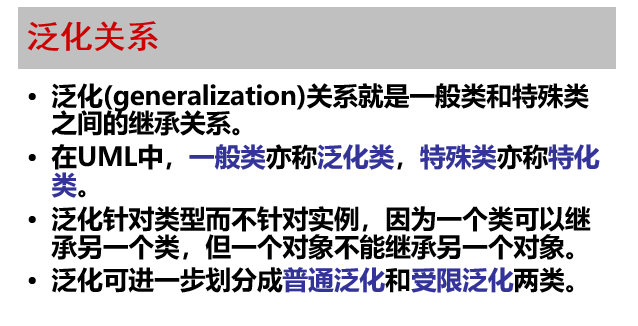 泛化关系
• 泛化(generalization)关系就是一般类和特殊类
之间的继承关系。
• 在UML中，一般类亦称泛化类，特殊类亦称特化
类。
• 泛化针对类型而不针对实例，因为一个类可以继
承另一个类，但一个对象不能继承另一个对象。
• 泛化可进一步划分成普通泛化和受限泛化两类。